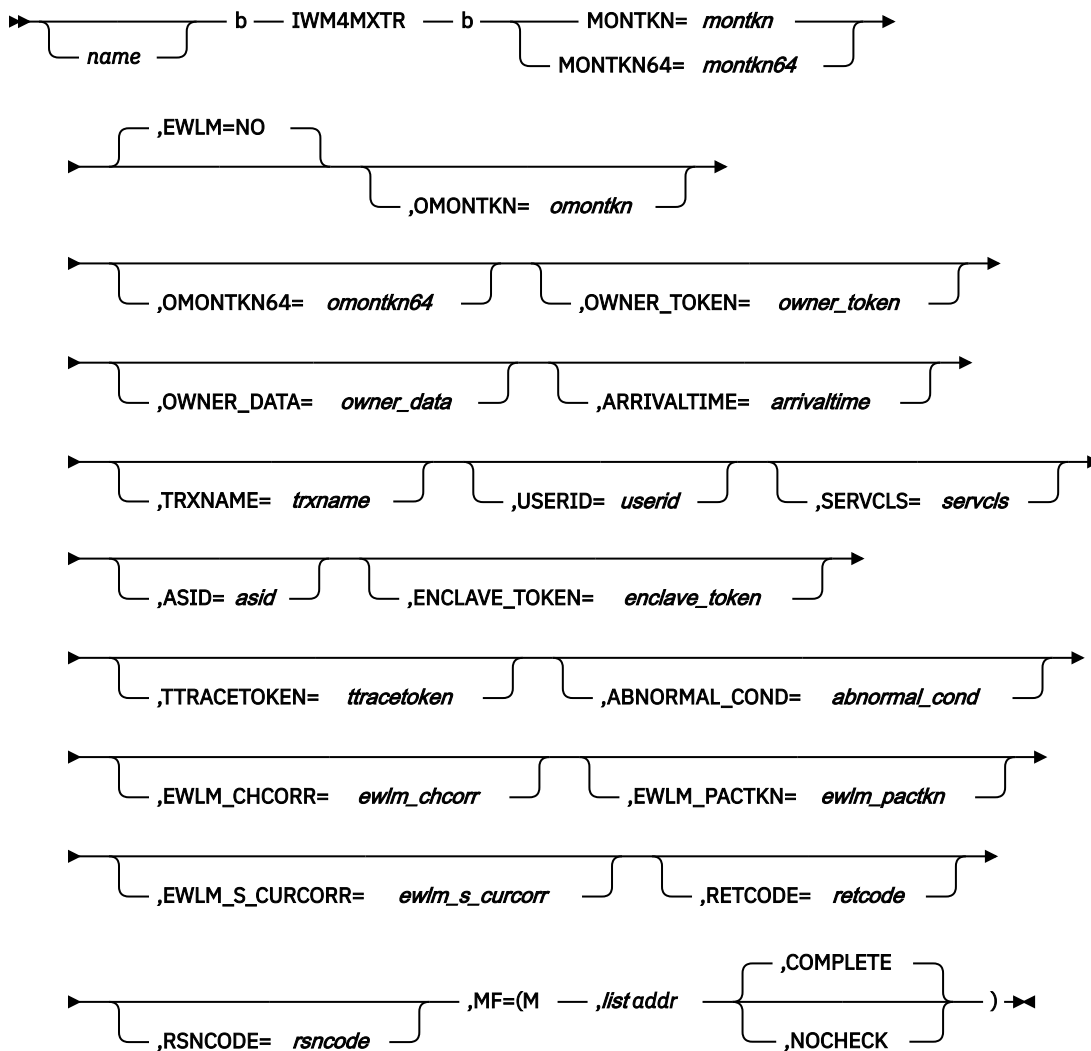 b IWM4MXTR b MONTKN= montkn
name MONTKN64= montkn64
,EWLM=NO
,OMONTKN= omontkn
,OMONTKN64= omontkn64 ,OWNER_TOKEN= owner_token
,OWNER_DATA= owner_data ,ARRIVALTIME= arrivaltime
,TRXNAME= trxname ,USERID= userid ,SERVCLS= servcls
,ASID= asid ,ENCLAVE_TOKEN= enclave_token
,TTRACETOKEN= ttracetoken ,ABNORMAL_COND= abnormal_cond
,EWLM_CHCORR= ewlm_chcorr ,EWLM_PACTKN= ewlm_pactkn
,EWLM_S_CURCORR= ewlm_s_curcorr ,RETCODE= retcode
,COMPLETE
,MF=(M ,list addr )
,RSNCODE= rsncode ,NOCHECK